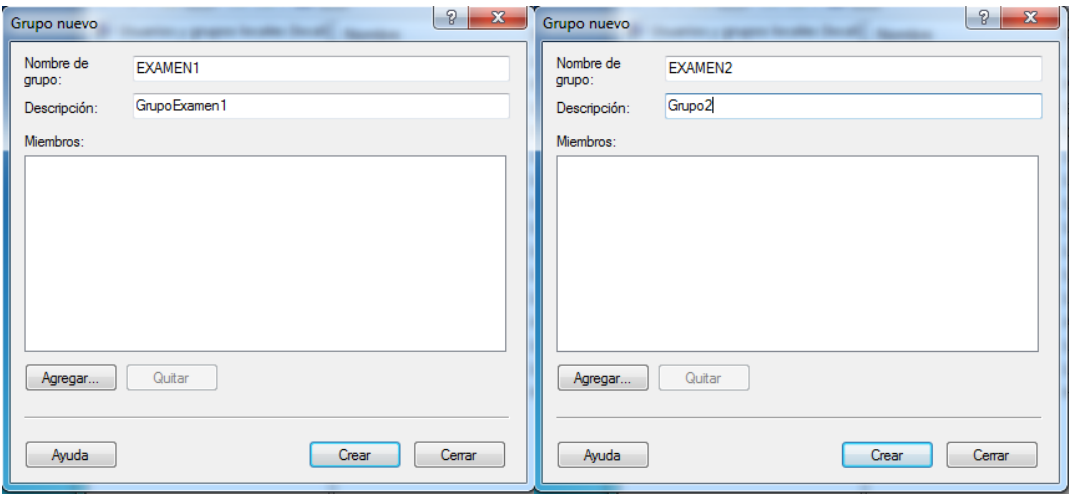 Grupo nuevo
Nombre de
grupo:
EXAMEN1
Descripción:
GrupoExamen1
Miembros:
Agregar...
Quitar
Ayuda
Crear
Cerrar
Grupo nuevo
Nombre de
grupo:
EXAMEN2
Descripción:
Grupo2
Miembros:
Agregar...
Quitar
Ayuda
Crear
Cerrar